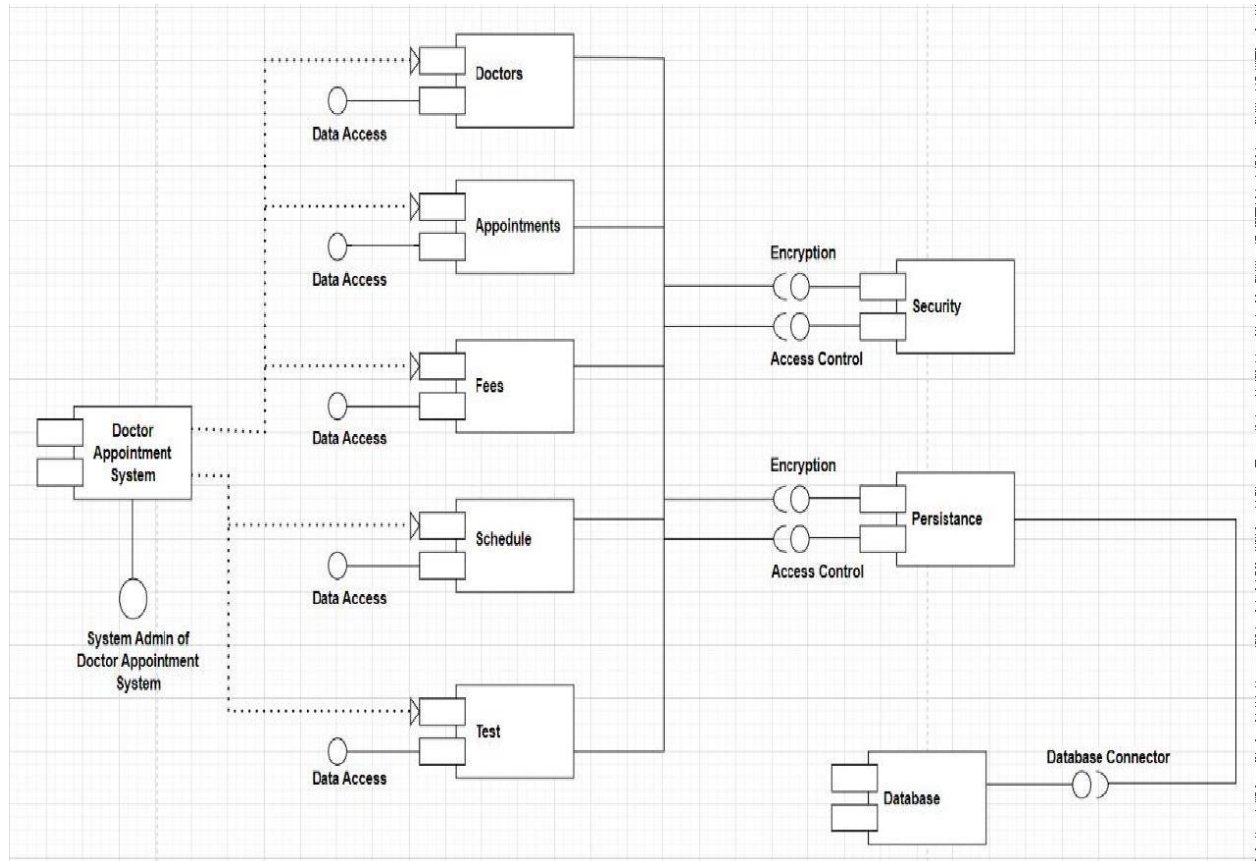 Doctors
Data Access
Appointments
Data Access
Encryption
Security
Access Control
Fees
Data Access
Doctor
Appointment
System
Encryption
Persistance
Access Control
Schedule
Data Access
System Admin of
Doctor Appointment
System
Test
Data Access
Database Connector
Database